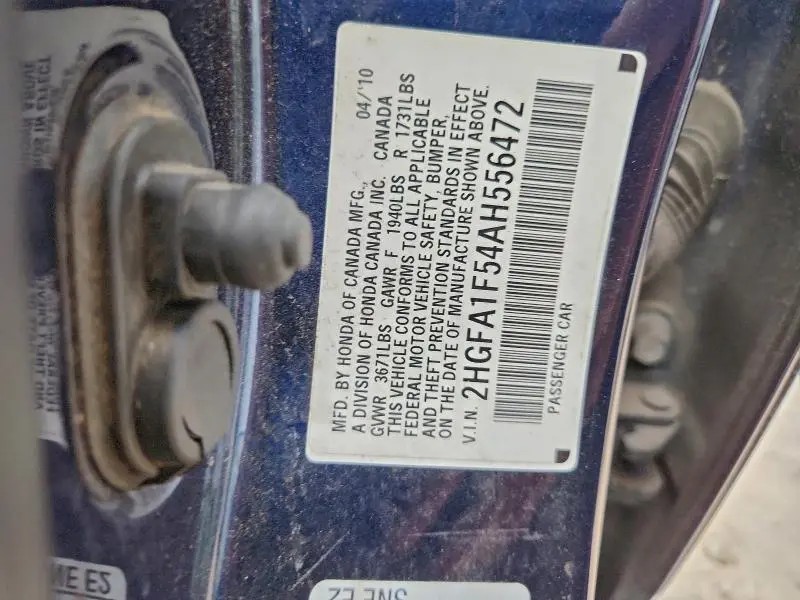 MFD. BY HONDA OF CANADA MFG., 04/'10
A DIVISION OF HONDA CANADA INC. CANADA
GVWR 3671LBS GAWR F 1940LBS R 1731LBS
THIS VEHICLE CONFORMS TO ALL APPLICABLE
FEDERAL MOTOR VEHICLE SAFETY, BUMPER,
AND THEFT PREVENTION STANDARDS IN EFFECT
ON THE DATE OF MANUFACTURE SHOWN ABOVE.
V.I.N. 2HGFA1F54AH556472
PASSENGER CAR
ME ES